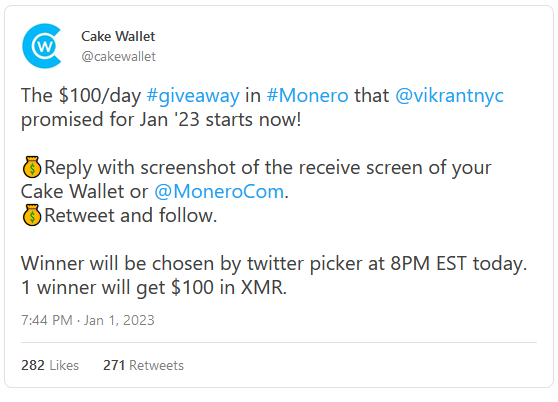 Cake Wallet
@cakewallet
The $100/day #giveaway in #Monero that @vikrantnyc
promised for Jan '23 starts now!
💰Reply with screenshot of the receive screen of your
Cake Wallet or @MoneroCom.
💰Retweet and follow.
Winner will be chosen by twitter picker at 8PM EST today.
1 winner will get $100 in XMR.
7:44 PM · Jan 1, 2023
282 Likes 271 Retweets